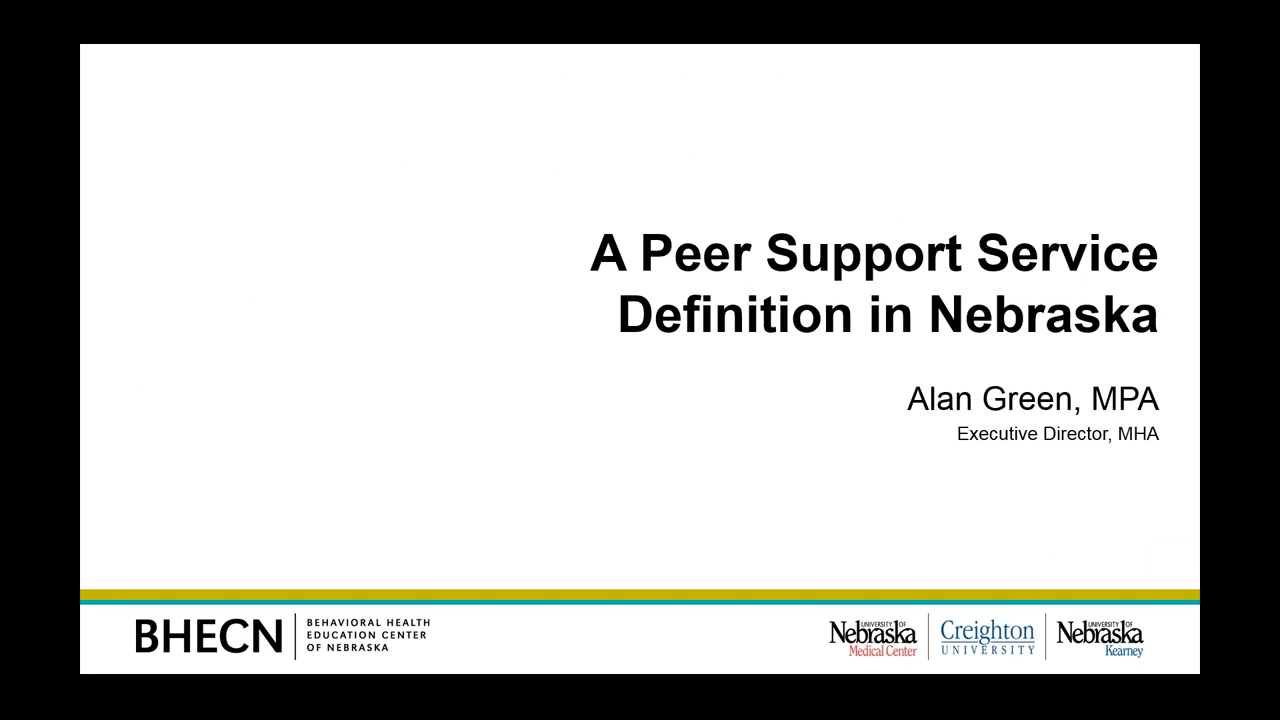 A Peer Support Service
Definition in Nebraska
Alan Green, MPA
Executive Director, MHA
BHECN
BEHAVIORAL HEALTH
EDUCATION CENTER
OF NEBRASKA
UNIVERSITY OF
Nebraska
Medical Center
Creighton
UNIVERSITY
UNIVERSITY OF
Nebraska
Kearney